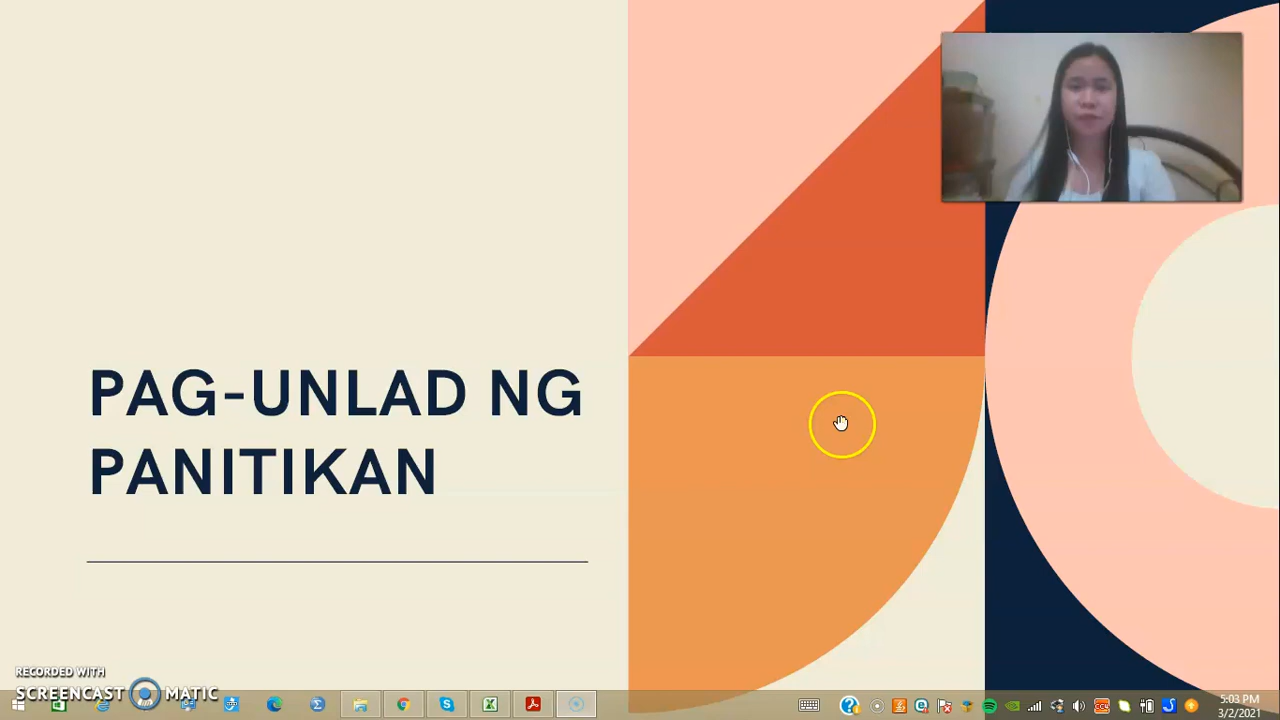 PAG-UNLAD NG
PANITIKAN
RECORDED WITH
SCREENCAST MATIC
5:03 PM
3/2/2021